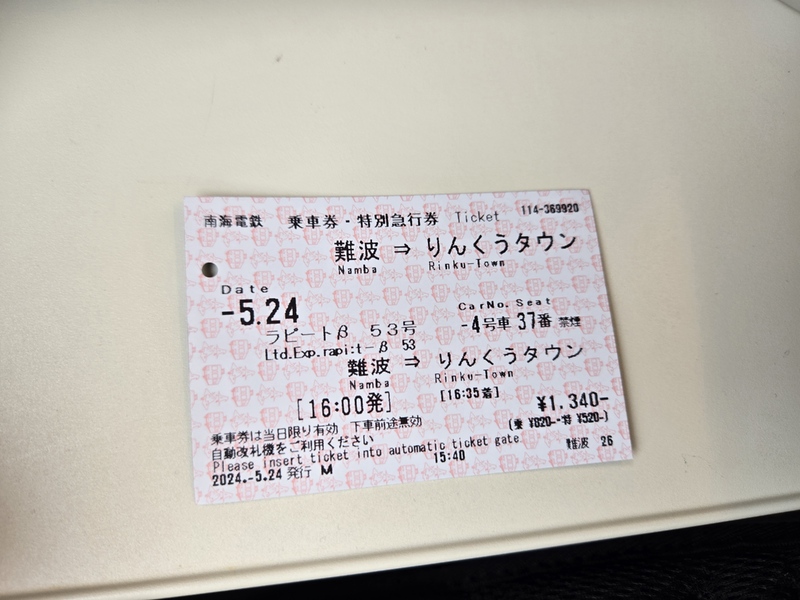 南海電鉄 乗車券・特別急行券 Ticket 114-369920
難波 ⇒ りんくうタウン
Namba Rinku-Town
Date
CarNo. Seat
-5.24
ラピートβ 53号 -4号車 37番 禁煙
Ltd.Exp.rapi:t-β 53
難波 ⇒ りんくうタウン
Namba Rinku-Town
[16:00発] [16:35着] ¥1,340-
(乗 ¥820-・特 ¥520-)
乗車券は当日限り有効 下車前途無効
自動改札機をご利用ください
Please insert ticket into automatic ticket gate
2024.-5.24 発行 M 15:40 難波 26